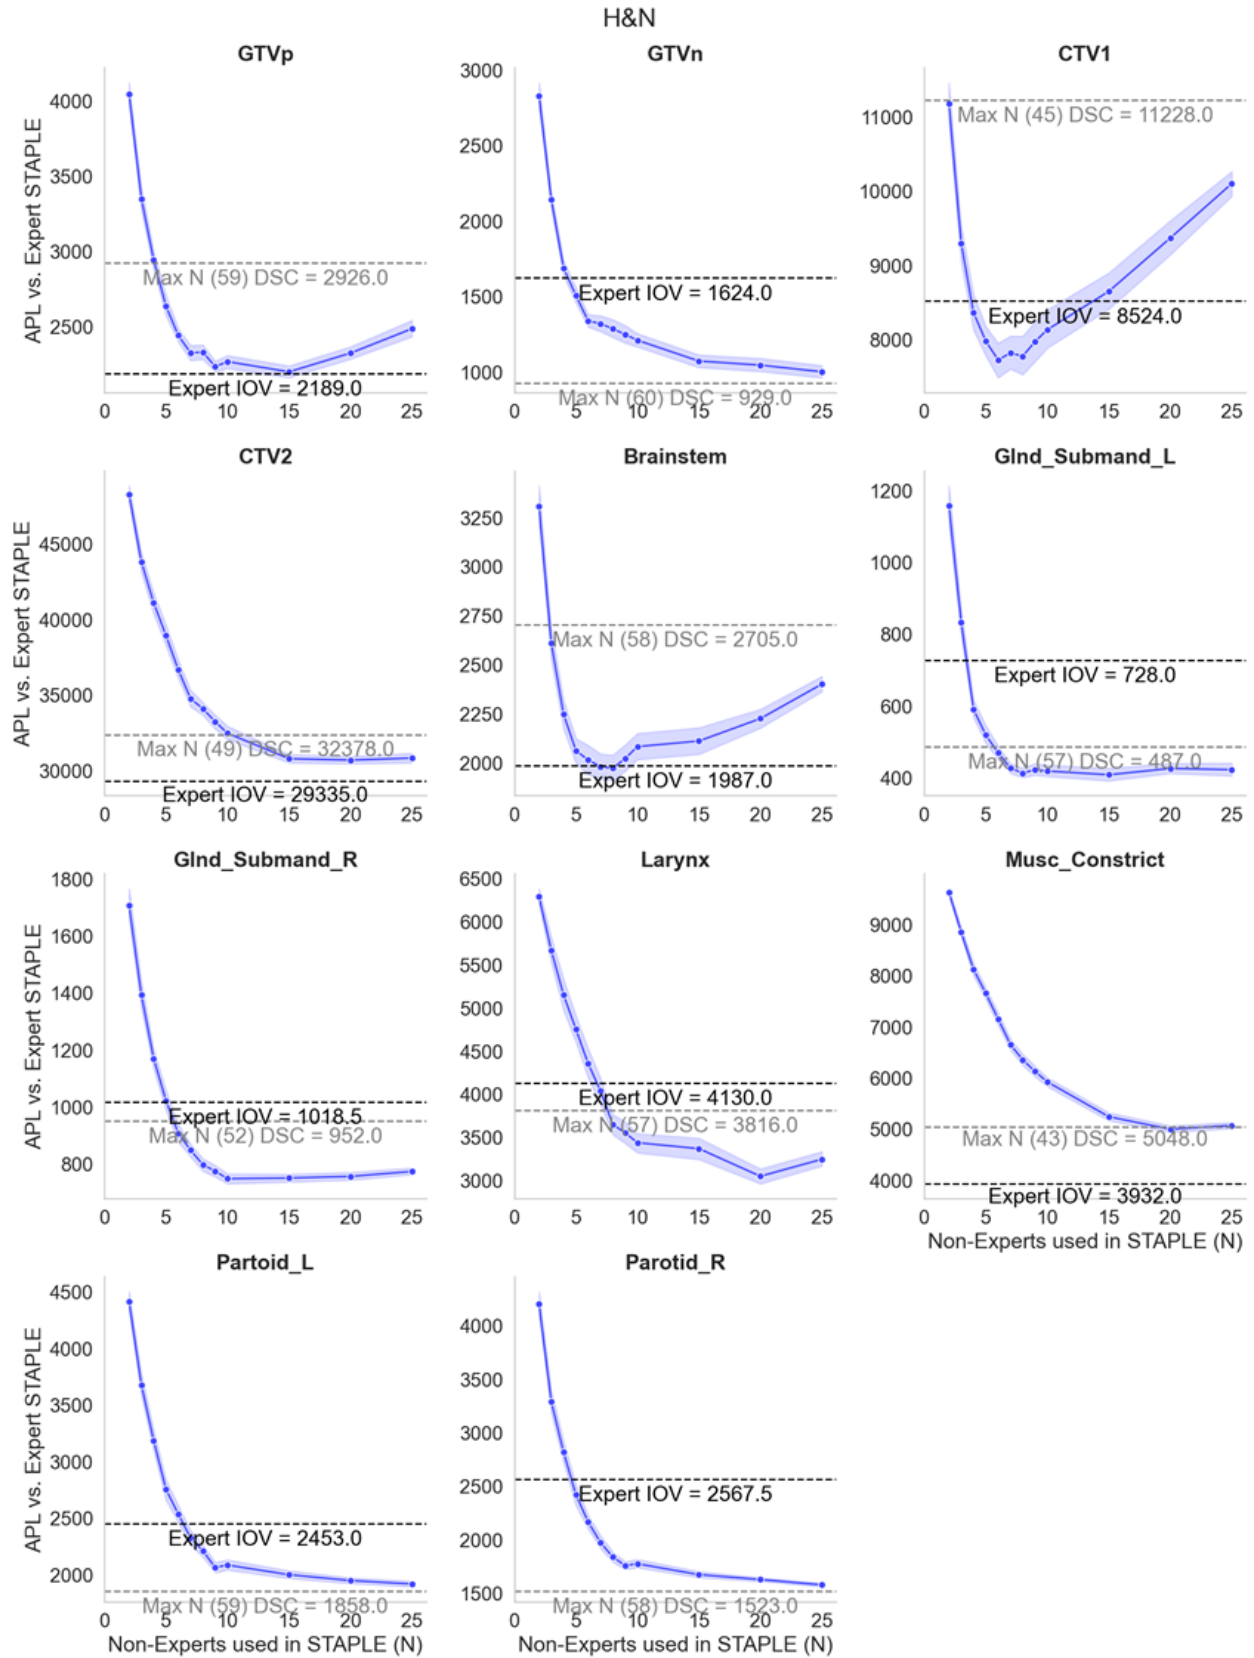 H&N
GTVp
GTVn
CTV1
APL vs. Expert STAPLE
4000
3500
3000
2500
Max N (59) DSC = 2926.0
Expert IOV = 2189.0
0 5 10 15 20 25
3000
2500
2000
1500
1000
Expert IOV = 1624.0
Max N (60) DSC = 929.0
0 5 10 15 20 25
11000
10000
9000
8000
Max N (45) DSC = 11228.0
Expert IOV = 8524.0
0 5 10 15 20 25
CTV2
Brainstem
Glnd_Submand_L
APL vs. Expert STAPLE
45000
40000
35000
30000
Max N (49) DSC = 32378.0
Expert IOV = 29335.0
0 5 10 15 20 25
3250
3000
2750
2500
2250
2000
Max N (58) DSC = 2705.0
Expert IOV = 1987.0
0 5 10 15 20 25
1200
1000
800
600
400
Expert IOV = 728.0
Max N (57) DSC = 487.0
0 5 10 15 20 25
Glnd_Submand_R
Larynx
Musc_Constrict
APL vs. Expert STAPLE
1800
1600
1400
1200
1000
800
Expert IOV = 1018.5
Max N (52) DSC = 952.0
0 5 10 15 20 25
6500
6000
5500
5000
4500
4000
3500
3000
Expert IOV = 4130.0
Max N (57) DSC = 3816.0
0 5 10 15 20 25
9000
8000
7000
6000
5000
4000
Max N (43) DSC = 5048.0
Expert IOV = 3932.0
0 5 10 15 20 25
Non-Experts used in STAPLE (N)
Partoid_L
Parotid_R
APL vs. Expert STAPLE
4500
4000
3500
3000
2500
2000
Expert IOV = 2453.0
Max N (59) DSC = 1858.0
0 5 10 15 20 25
Non-Experts used in STAPLE (N)
4000
3500
3000
2500
2000
1500
Expert IOV = 2567.5
Max N (58) DSC = 1523.0
0 5 10 15 20 25
Non-Experts used in STAPLE (N)